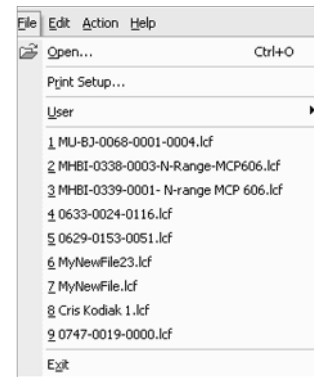 File Edit Action Help
Open... Ctrl+O
Print Setup...
User
1 MU-BJ-0068-0001-0004.lcf
2 MHBI-0338-0003-N-Range-MCP606.lcf
3 MHBI-0339-0001- N-range MCP 606.lcf
4 0633-0024-0116.lcf
5 0629-0153-0051.lcf
6 MyNewFile23.lcf
7 MyNewFile.lcf
8 Cris Kodiak 1.lcf
9 0747-0019-0000.lcf
Exit